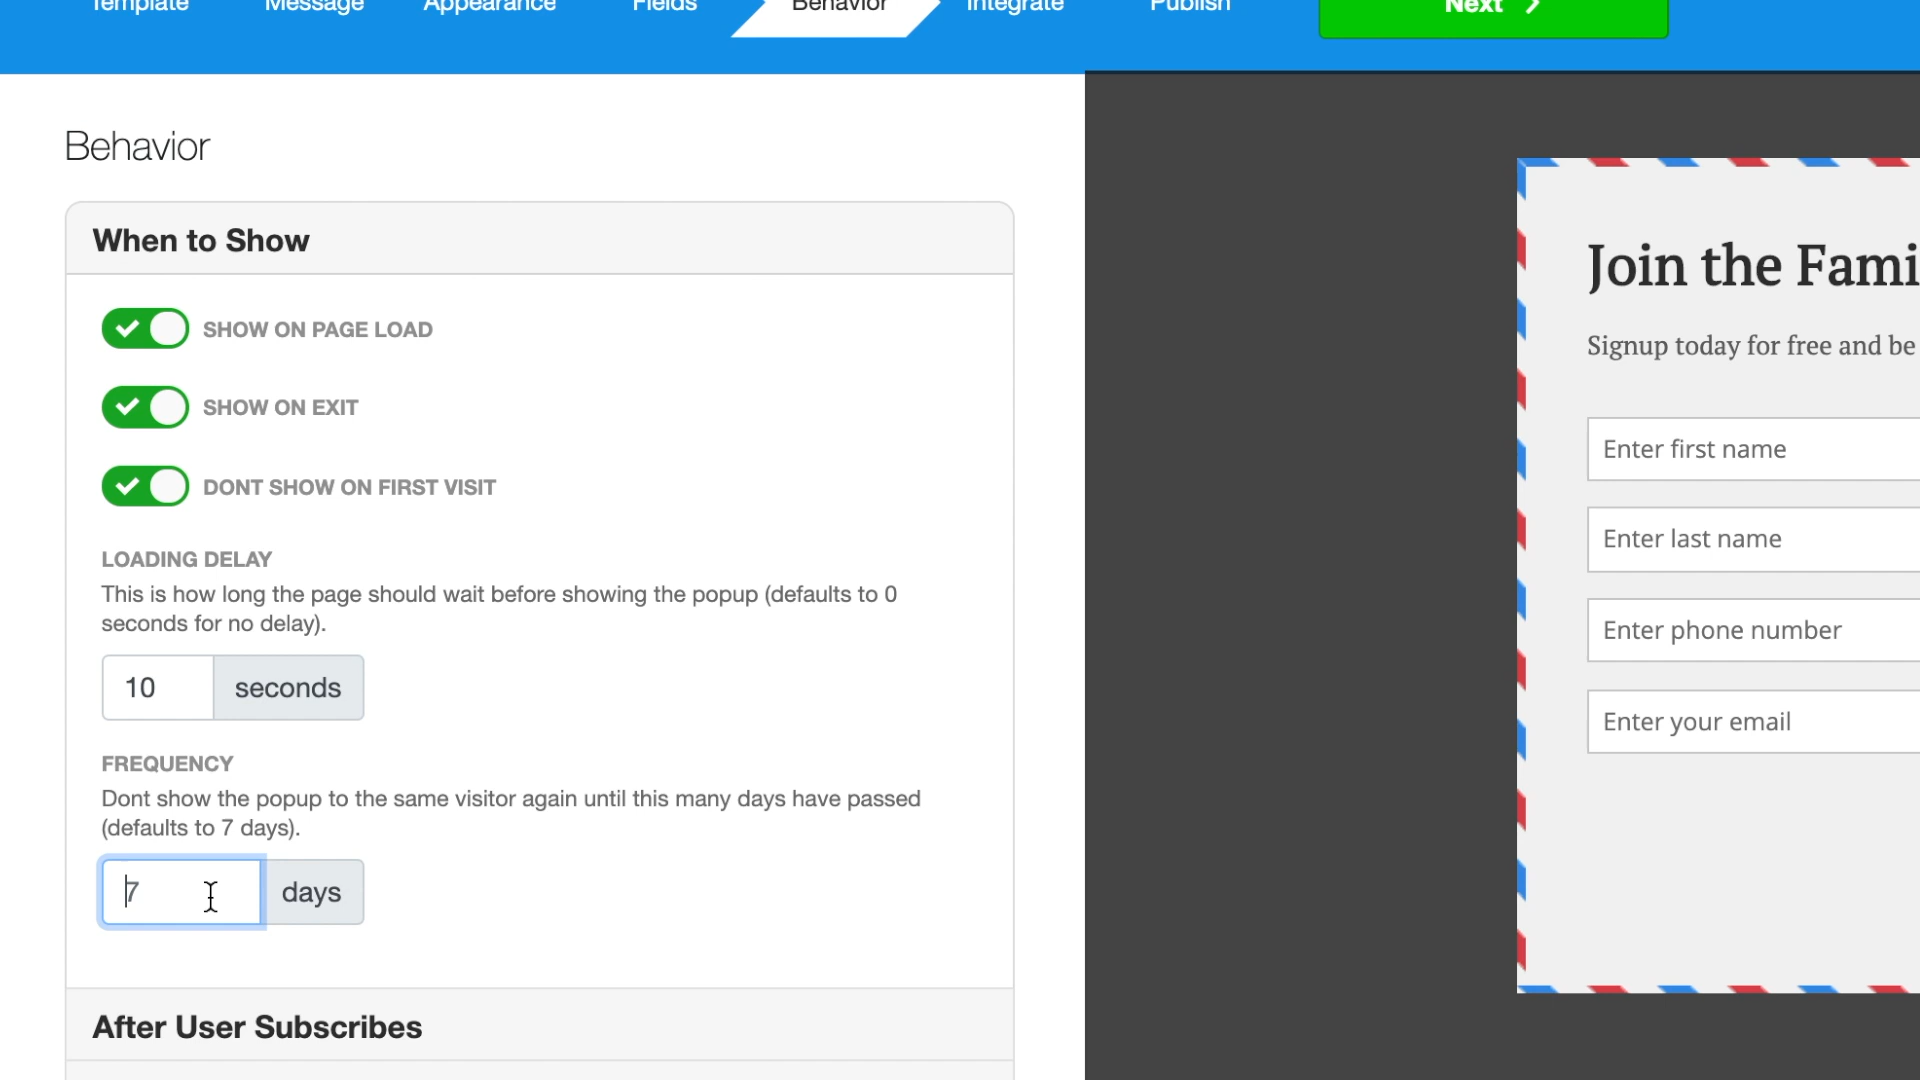 Template Message Appearance Fields Behavior Integrate Publish Next
Behavior
When to Show
SHOW ON PAGE LOAD
SHOW ON EXIT
DONT SHOW ON FIRST VISIT
LOADING DELAY
This is how long the page should wait before showing the popup (defaults to 0
seconds for no delay).
10 seconds
FREQUENCY
Dont show the popup to the same visitor again until this many days have passed
(defaults to 7 days).
7 days
After User Subscribes
Join the Fami
Signup today for free and be
Enter first name
Enter last name
Enter phone number
Enter your email